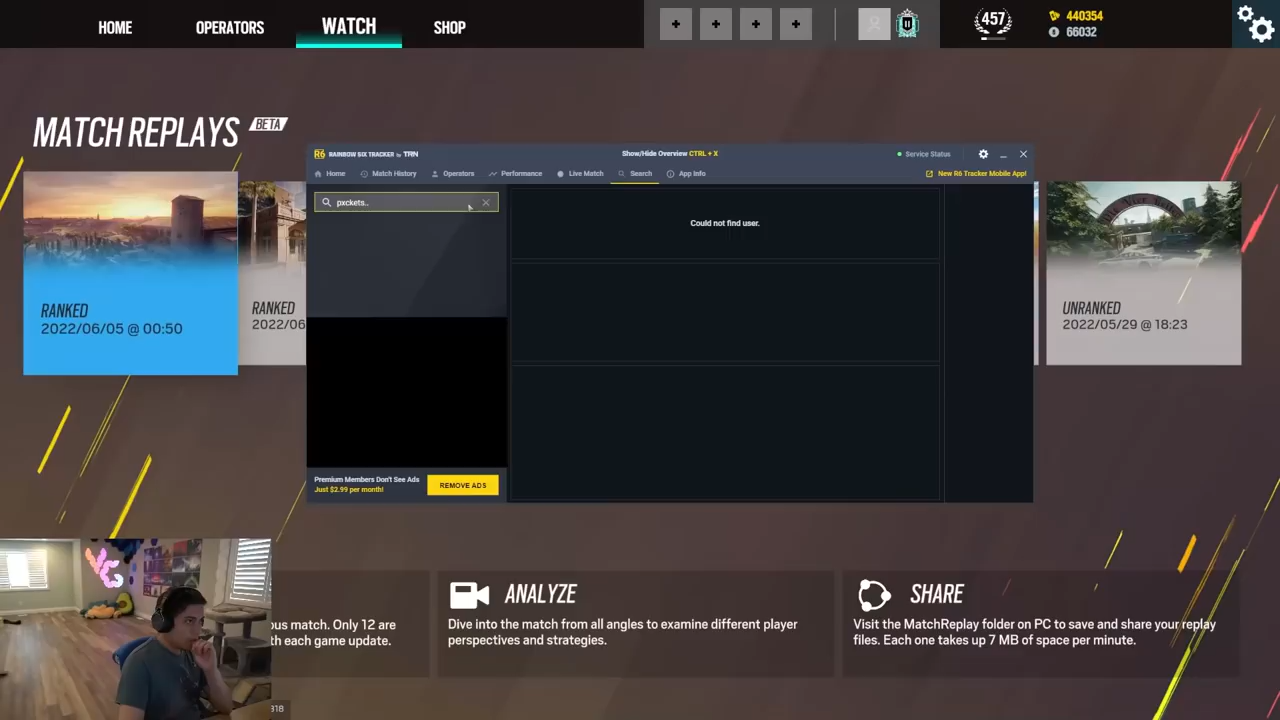 HOME
OPERATORS
WATCH
SHOP
457
440354
66032
MATCH REPLAYS BETA
RANKED
2022/06/05 @ 00:50
RANKED
2022/06
UNRANKED
2022/05/29 @ 18:23
R6 RAINBOW SIX TRACKER by TRN
Show/Hide Overview CTRL + X
Service Status
Home
Match History
Operators
Performance
Live Match
Search
App Info
New R6 Tracker Mobile App!
pxckets..
Could not find user.
Premium Members Don't See Ads
Just $2.99 per month!
REMOVE ADS
ous match. Only 12 are
th each game update.
ANALYZE
Dive into the match from all angles to examine different player
perspectives and strategies.
SHARE
Visit the MatchReplay folder on PC to save and share your replay
files. Each one takes up 7 MB of space per minute.
318